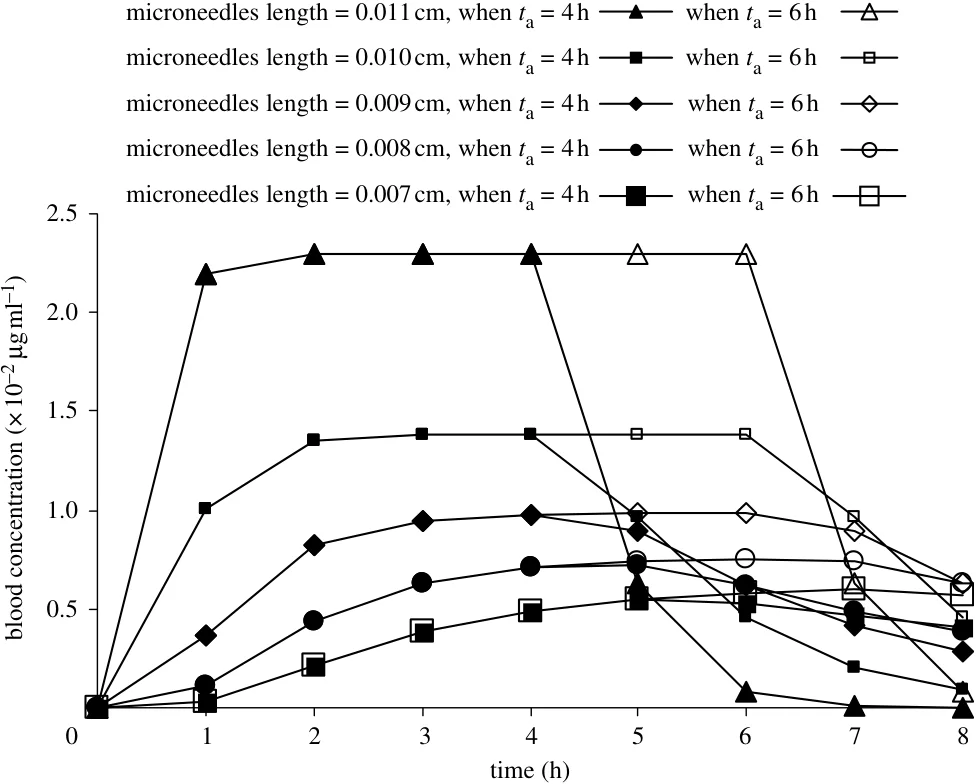 microneedles length = 0.011 cm, when tₐ = 4 h when tₐ = 6 h
microneedles length = 0.010 cm, when tₐ = 4 h when tₐ = 6 h
microneedles length = 0.009 cm, when tₐ = 4 h when tₐ = 6 h
microneedles length = 0.008 cm, when tₐ = 4 h when tₐ = 6 h
microneedles length = 0.007 cm, when tₐ = 4 h when tₐ = 6 h
2.5
2.0
1.5
1.0
0.5
blood concentration (× 10⁻² µg ml⁻¹)
0 1 2 3 4 5 6 7 8
time (h)